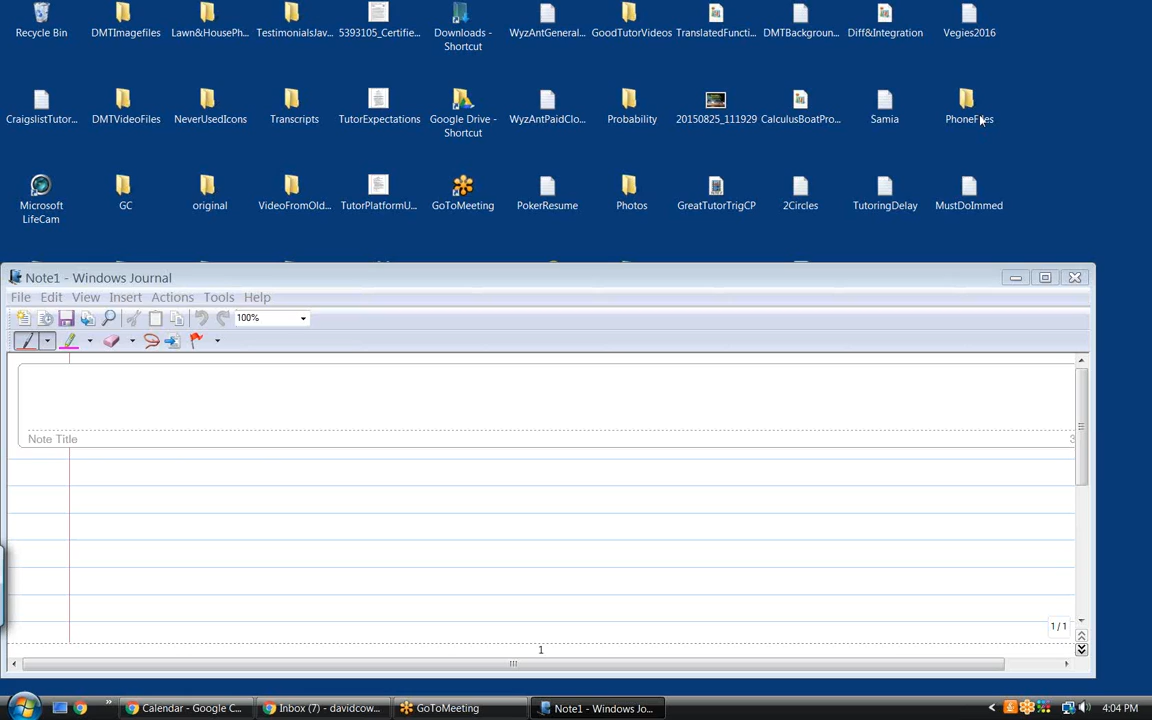 Recycle Bin DMTImagefiles Lawn&HousePh... TestimonialsJav... 5393105_Certifie... Downloads - WyzAntGeneral... GoodTutorVideos TranslatedFuncti... DMTBackgroun... Diff&Integration Vegies2016
Shortcut
CraigslistTutor... DMTVideoFiles NeverUsedIcons Transcripts TutorExpectations Google Drive - WyzAntPaidClo... Probability 20150825_111929 CalculusBoatPro... Samia PhoneFiles
Shortcut
Microsoft GC original VideoFromOld... TutorPlatformU... GoToMeeting PokerResume Photos GreatTutorTrigCP 2Circles TutoringDelay MustDoImmed
LifeCam
Note1 - Windows Journal
File Edit View Insert Actions Tools Help
100%
Note Title
3
1 / 1
1
Calendar - Google C... Inbox (7) - davidcow... GoToMeeting Note1 - Windows Jo... 4:04 PM